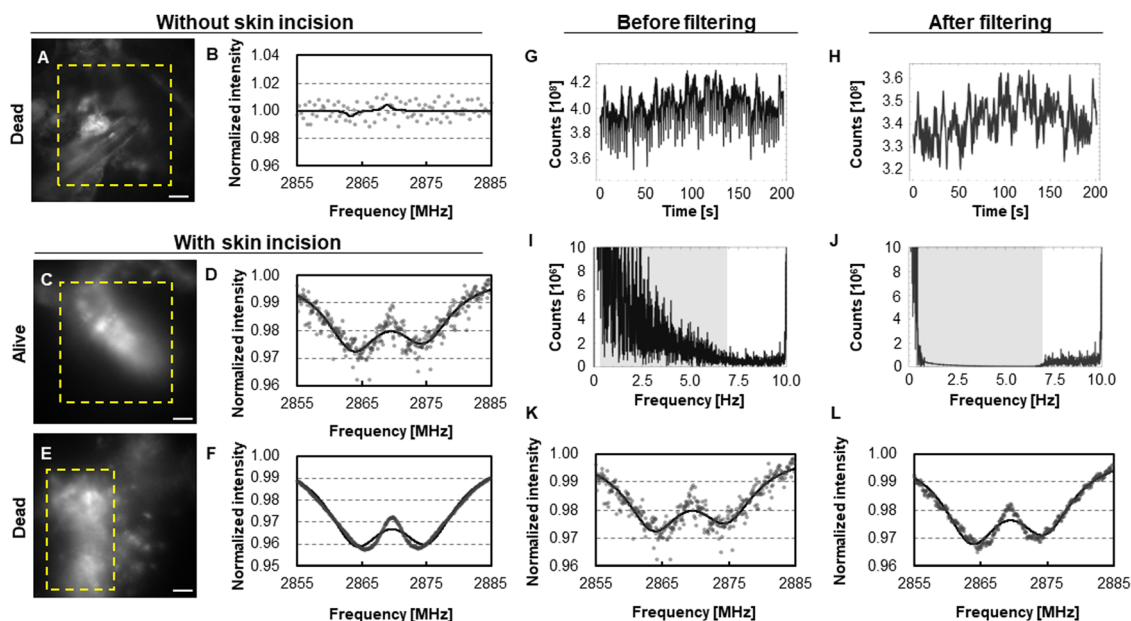 Without skin incision
Before filtering
After filtering
Dead
A
B
Normalized intensity
1.04
1.02
1.00
0.98
0.96
2855 2865 2875 2885
Frequency [MHz]
G
Counts [10⁸]
4.2
4.0
3.8
3.6
0 50 100 150 200
Time [s]
H
Counts [10⁸]
3.6
3.5
3.4
3.3
3.2
0 50 100 150 200
Time [s]
With skin incision
Alive
C
D
Normalized intensity
1.00
0.99
0.98
0.97
0.96
2855 2865 2875 2885
Frequency [MHz]
I
Counts [10⁶]
10
8
6
4
2
0
0 2.5 5.0 7.5 10.0
Frequency [Hz]
J
Counts [10⁶]
10
8
6
4
2
0
0 2.5 5.0 7.5 10.0
Frequency [Hz]
Dead
E
F
Normalized intensity
1.00
0.99
0.98
0.97
0.96
0.95
2855 2865 2875 2885
Frequency [MHz]
K
Normalized intensity
1.00
0.99
0.98
0.97
0.96
2855 2865 2875 2885
Frequency [MHz]
L
Normalized intensity
1.00
0.99
0.98
0.97
0.96
2855 2865 2875 2885
Frequency [MHz]